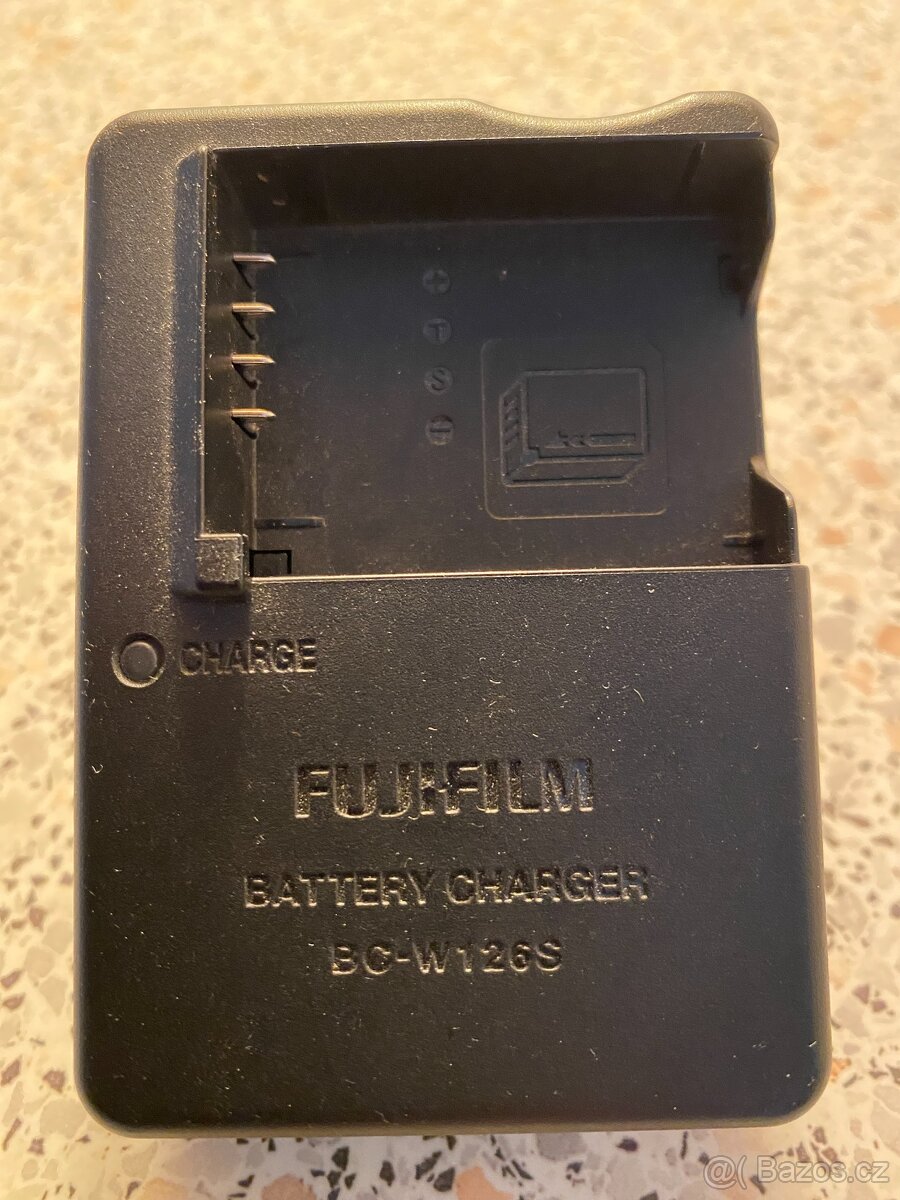 +
T
S
−
CHARGE
FUJIFILM
BATTERY CHARGER
BC-W126S
@( Bazos.cz